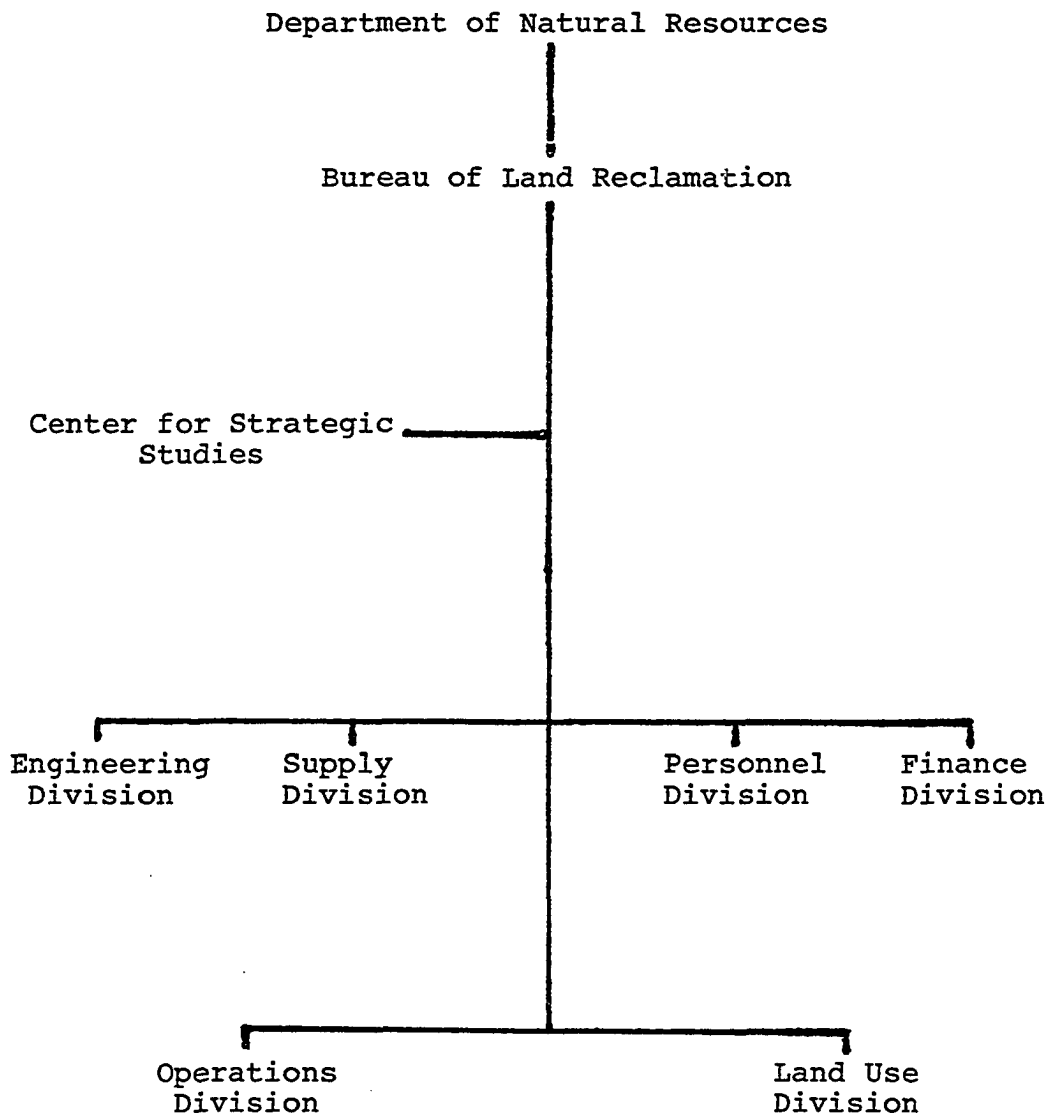 Department of Natural Resources
Bureau of Land Reclamation
Center for Strategic
Studies
Engineering
Division
Supply
Division
Personnel
Division
Finance
Division
Operations
Division
Land Use
Division